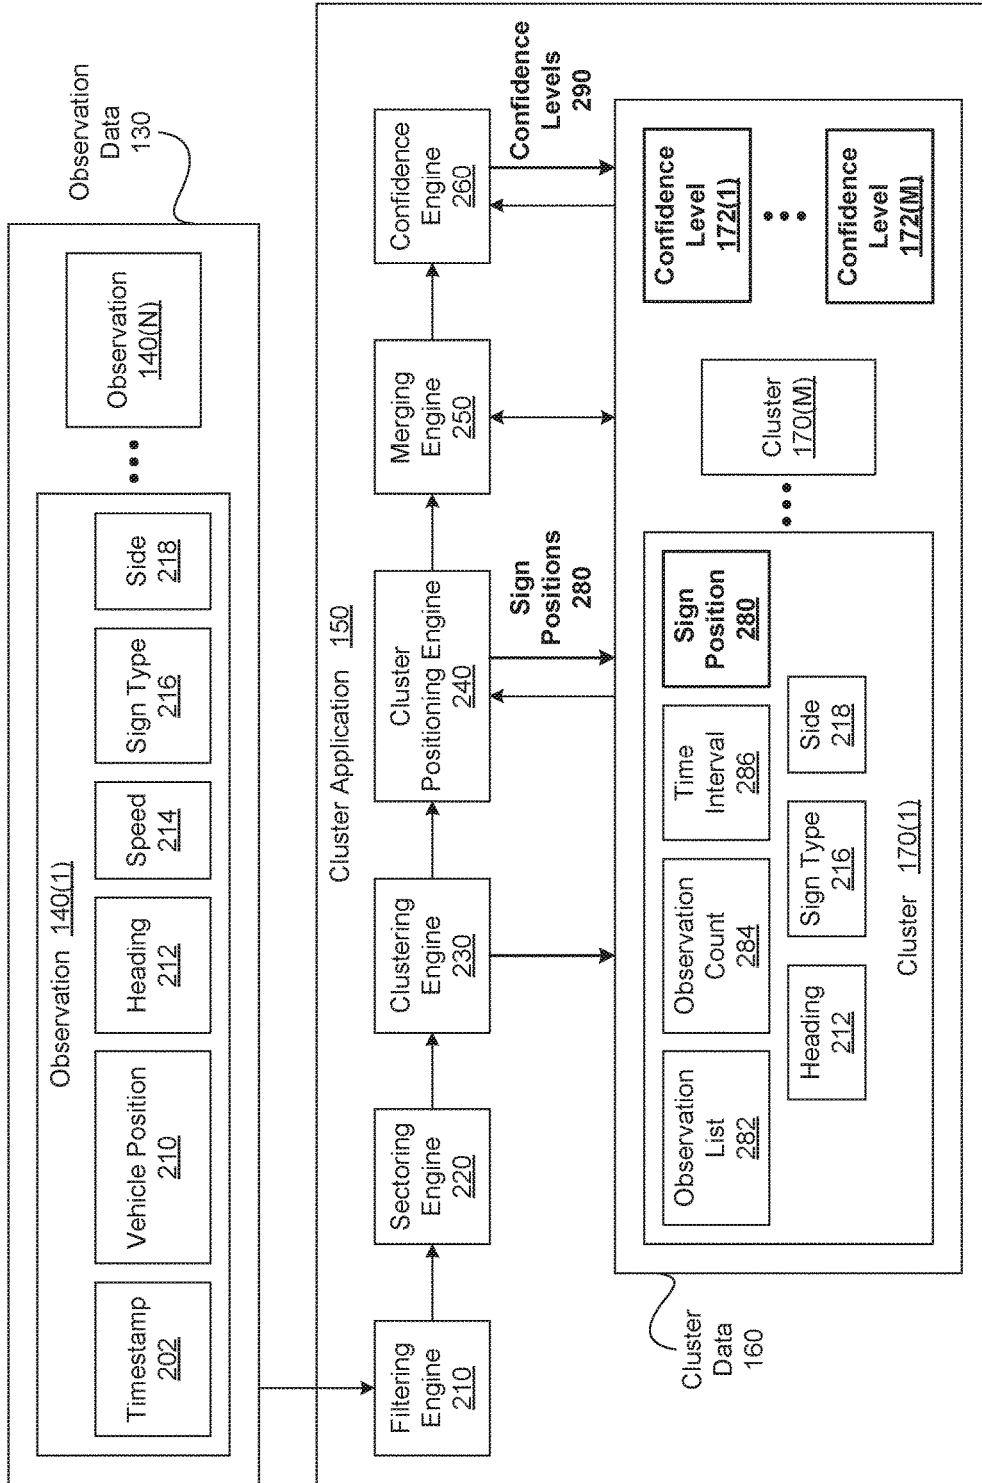 Observation
Data
130
Observation 140(1)
Timestamp
202
Vehicle Position
210
Heading
212
Speed
214
Sign Type
216
Side
218
Observation
140(N)
Cluster Application 150
Filtering
Engine
210
Sectoring
Engine
220
Clustering
Engine
230
Cluster
Positioning Engine
240
Merging
Engine
250
Confidence
Engine
260
Sign
Positions
280
Confidence
Levels
290
Cluster
Data
160
Observation
List
282
Observation
Count
284
Time
Interval
286
Sign
Position
280
Heading
212
Sign Type
216
Side
218
Cluster 170(1)
Cluster
170(M)
Confidence
Level
172(1)
Confidence
Level
172(M)